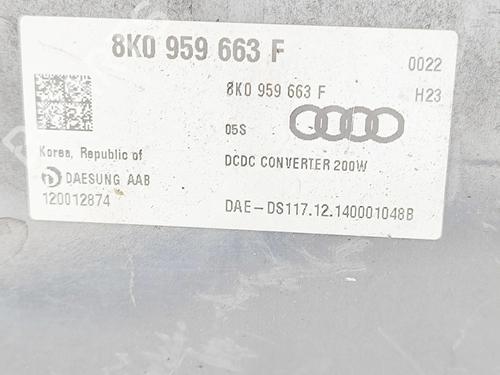 8K0 959 663 F
0022
8K0 959 663 F
H23
05S
Korea, Republic of
DCDC CONVERTER 200W
DAESUNG AAB
120012874
DAE-DS117.12.140001048B